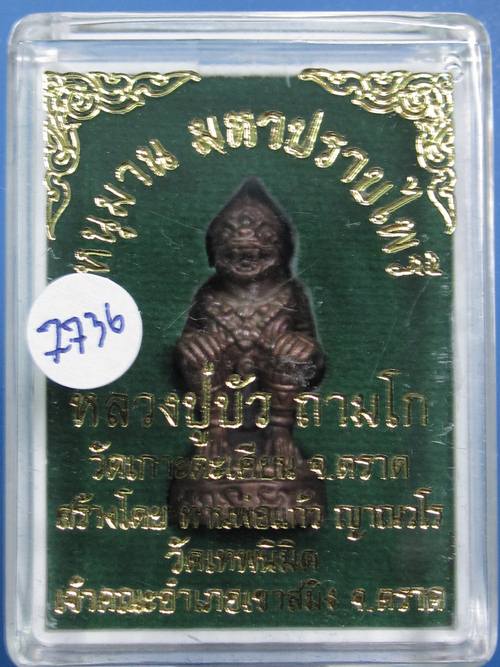 หนุมาน มหาปราบไพรี
7736
หลวงปู่บัว ถามโก
วัดเกาะตะเคียน จ.ตราด
สร้างโดย ท่านพ่อแก้ว ญาณวโร
วัดเทพนิมิต
เจ้าคณะอำเภอเขาสมิง จ.ตราด